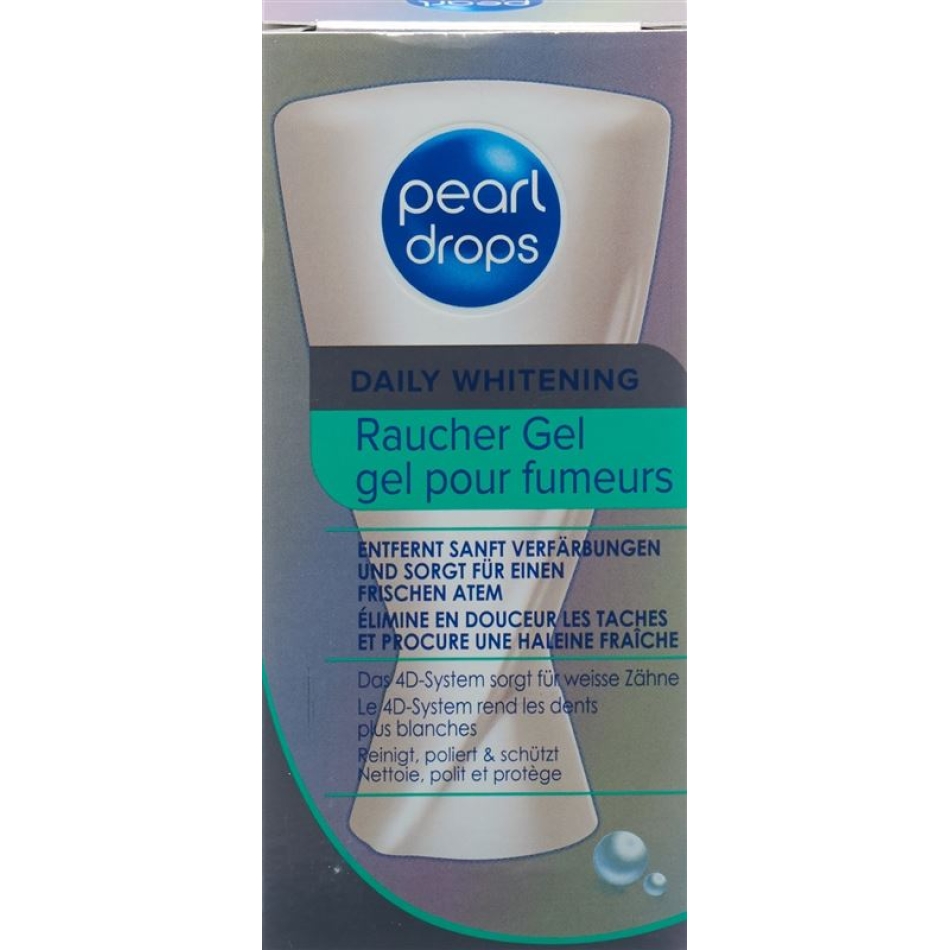 pearl
pearl
drops
DAILY WHITENING
Raucher Gel
gel pour fumeurs
ENTFERNT SANFT VERFÄRBUNGEN
UND SORGT FÜR EINEN
FRISCHEN ATEM
ÉLIMINE EN DOUCEUR LES TACHES
ET PROCURE UNE HALEINE FRAÎCHE
Das 4D-System sorgt für weisse Zähne
Le 4D-System rend les dents
plus blanches
Reinigt, poliert & schützt
Nettoie, polit et protège